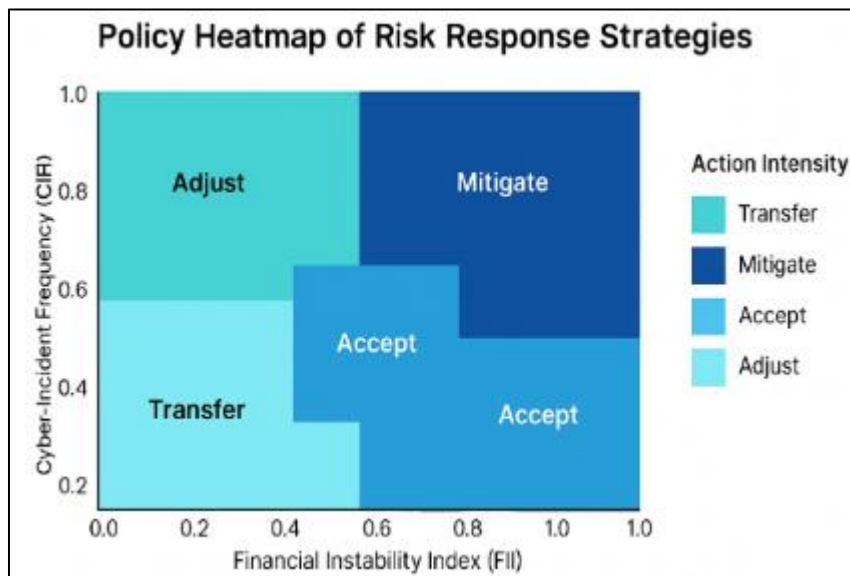 Policy Heatmap of Risk Response Strategies
Cyber-Incident Frequency (CIR)
1.0
0.8
0.6
0.4
0.2
Adjust
Mitigate
Accept
Transfer
Accept
0.0 0.2 0.4 0.6 0.8 1.0 1.0
Financial Instability Index (FII)
Action Intensity
Transfer
Mitigate
Accept
Adjust